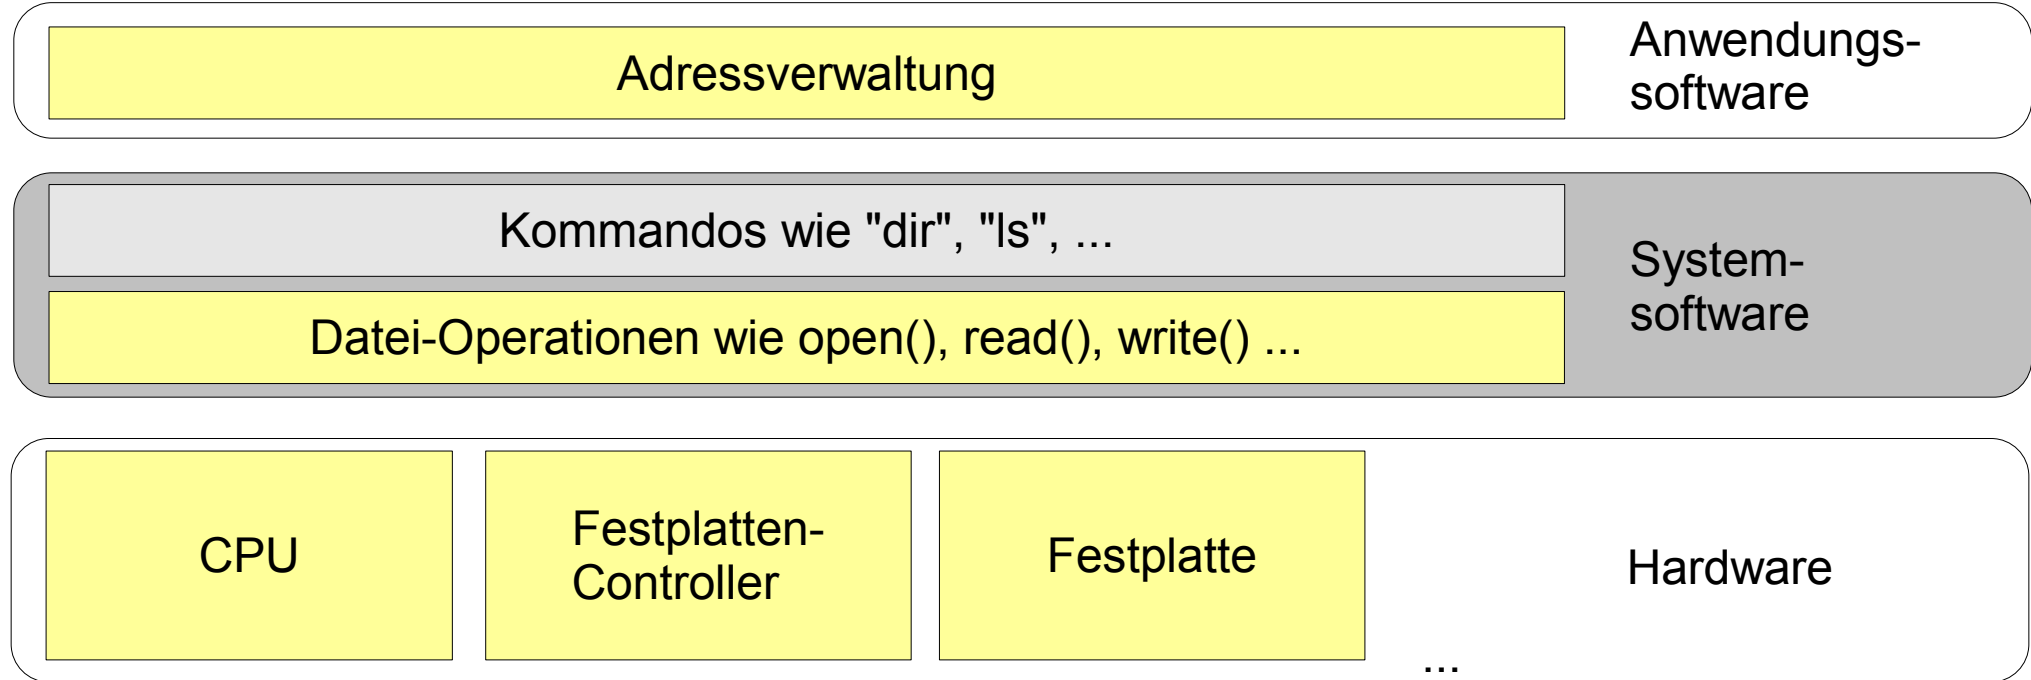 Adressverwaltung
Anwendungs-
software
Kommandos wie "dir", "ls", ...
Datei-Operationen wie open(), read(), write() ...
System-
software
CPU
Festplatten-
Controller
Festplatte
...
Hardware